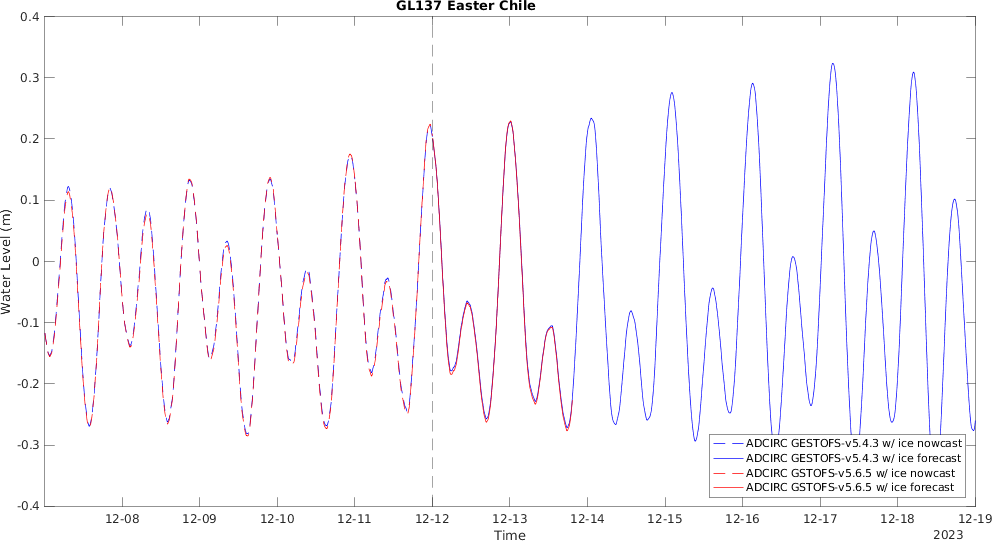 GL137 Easter Chile
0.4
0.3
0.2
0.1
0
-0.1
-0.2
-0.3
-0.4
Water Level (m)
ADCIRC GESTOFS-v5.4.3 w/ ice nowcast
ADCIRC GESTOFS-v5.4.3 w/ ice forecast
ADCIRC GSTOFS-v5.6.5 w/ ice nowcast
ADCIRC GSTOFS-v5.6.5 w/ ice forecast
12-08 12-09 12-10 12-11 12-12 12-13 12-14 12-15 12-16 12-17 12-18 12-19
Time
2023